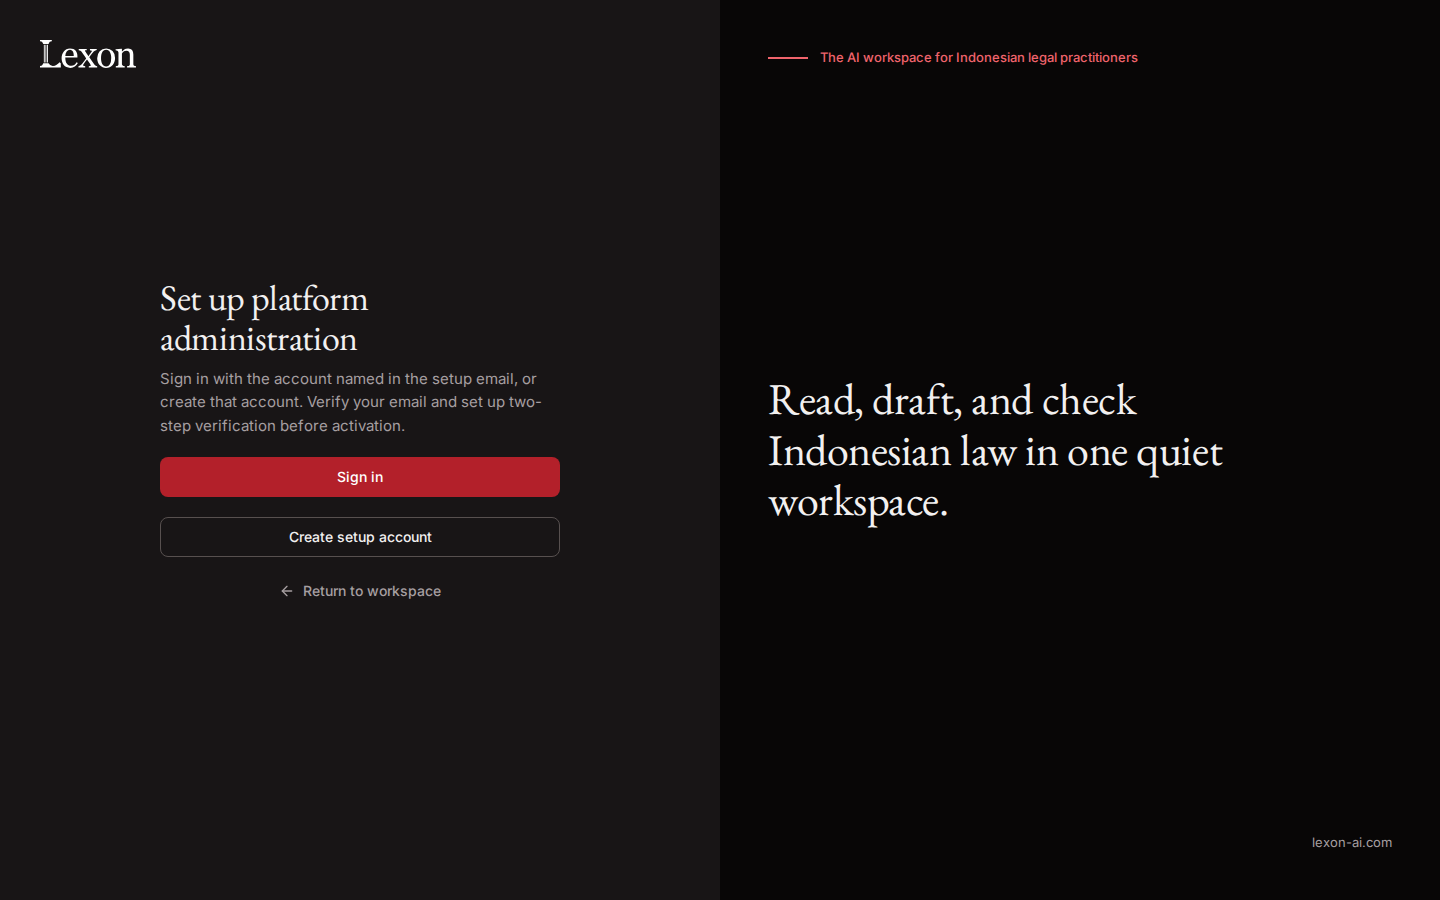 Lexon
Set up platform
administration
Sign in with the account named in the setup email, or
create that account. Verify your email and set up two-
step verification before activation.
Sign in
Create setup account
Return to workspace
The AI workspace for Indonesian legal practitioners
Read, draft, and check
Indonesian law in one quiet
workspace.
lexon-ai.com